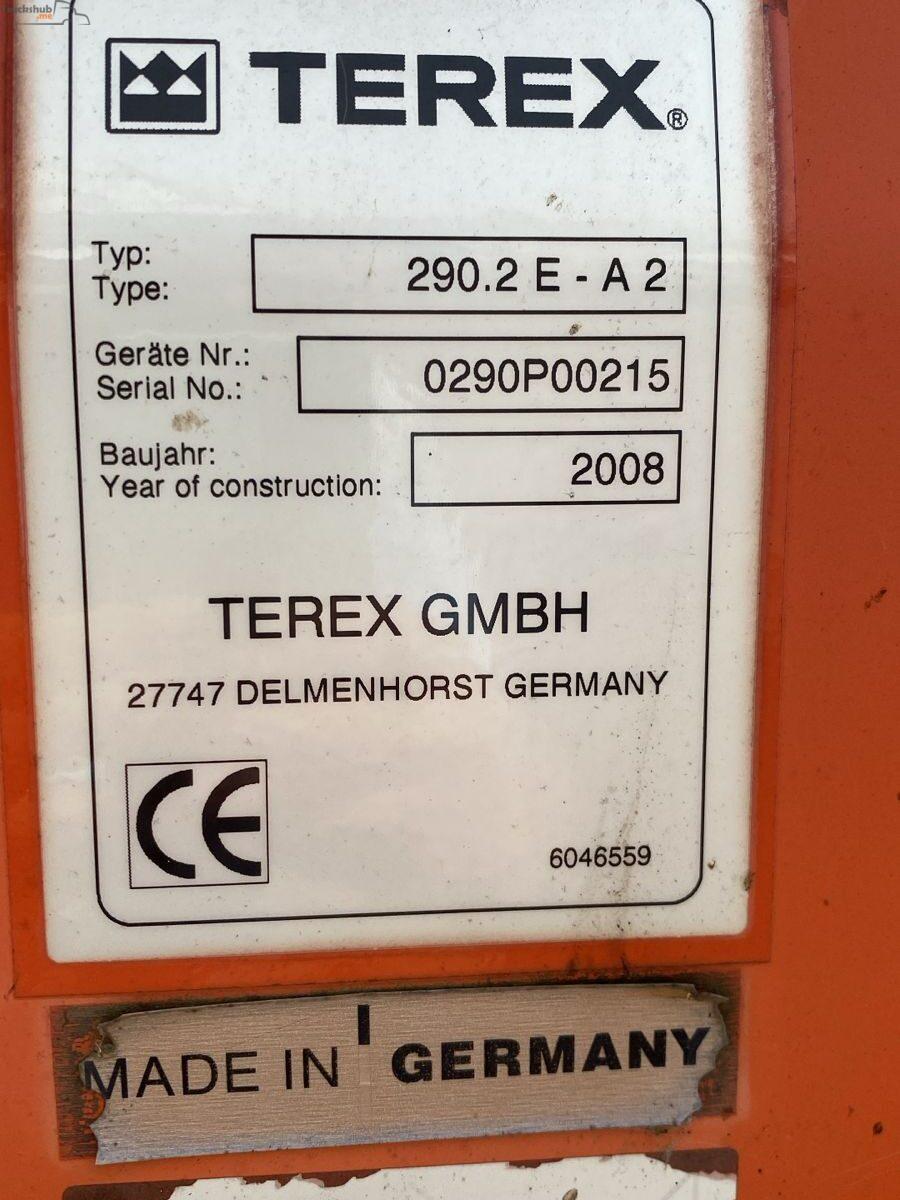 .me
TEREX®
Typ:
Type:
290.2 E - A 2
Geräte Nr.:
Serial No.:
0290P00215
Baujahr:
Year of construction:
2008
TEREX GMBH
27747 DELMENHORST GERMANY
CE
6046559
MADE IN GERMANY